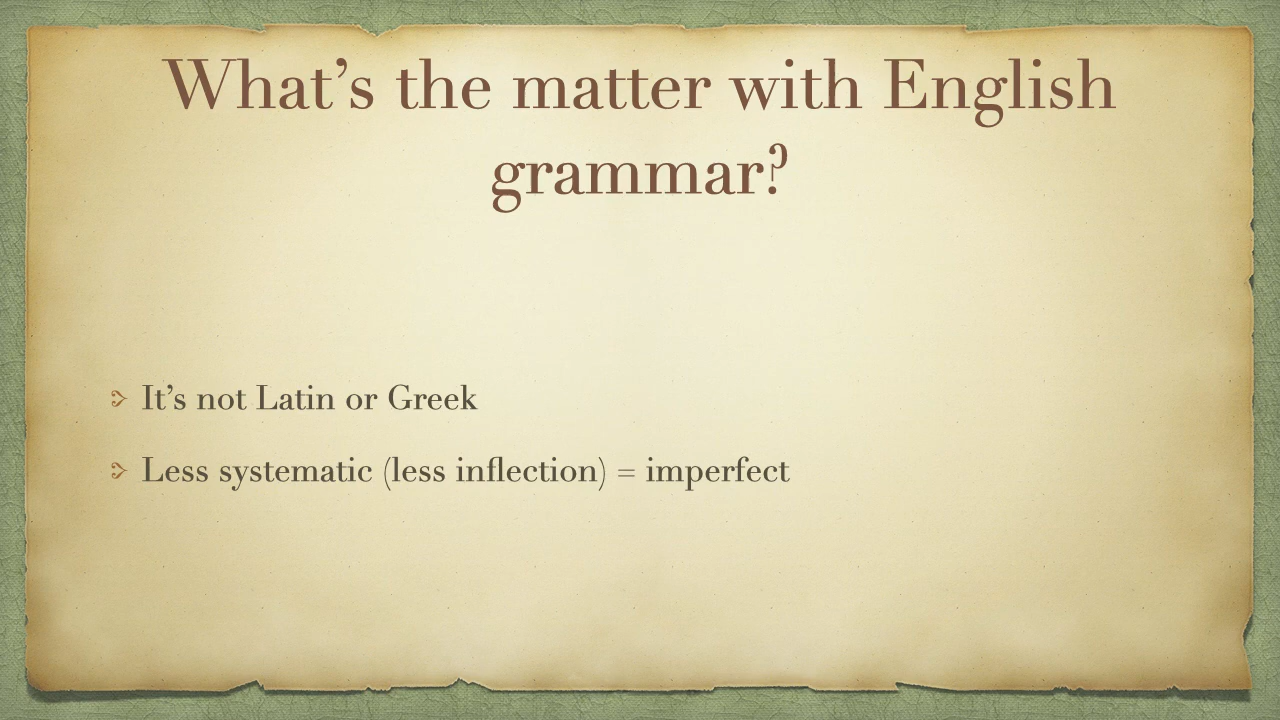 What’s the matter with English
grammar?
It’s not Latin or Greek
Less systematic (less inflection) = imperfect